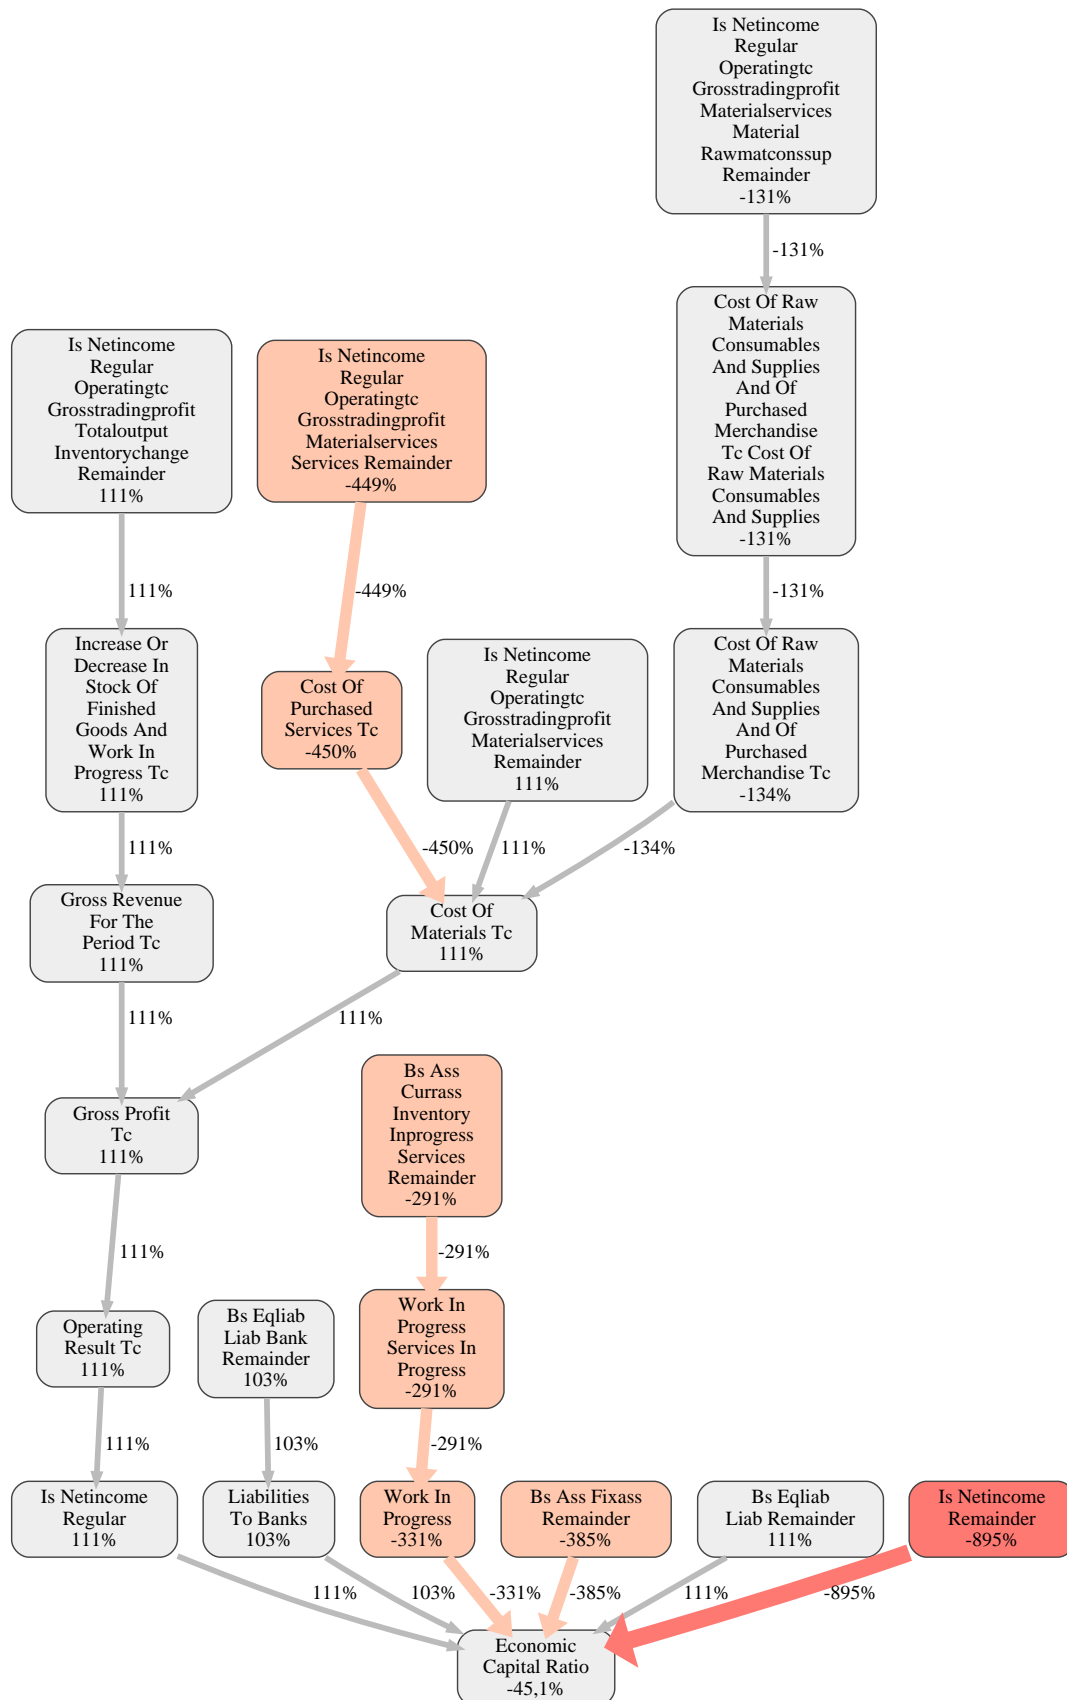 Is Netincome
Regular
Operatingtc
Grosstradingprofit
Materialservices
Material
Rawmatconssup
Remainder
-131%
-131%
Cost Of Raw
Materials
Consumables
And Supplies
And Of
Purchased
Merchandise
Tc Cost Of
Raw Materials
Consumables
And Supplies
-131%
Is Netincome
Regular
Operatingtc
Grosstradingprofit
Totaloutput
Inventorychange
Remainder
111%
Is Netincome
Regular
Operatingtc
Grosstradingprofit
Materialservices
Services Remainder
-449%
111%
-449%
-131%
Increase Or
Decrease In
Stock Of
Finished
Goods And
Work In
Progress Tc
111%
Cost Of
Purchased
Services Tc
-450%
Is Netincome
Regular
Operatingtc
Grosstradingprofit
Materialservices
Remainder
111%
Cost Of Raw
Materials
Consumables
And Supplies
And Of
Purchased
Merchandise Tc
-134%
111%
-450%
111%
-134%
Gross Revenue
For The
Period Tc
111%
Cost Of
Materials Tc
111%
111%
111%
Gross Profit
Tc
111%
Bs Ass
Currass
Inventory
Inprogress
Services
Remainder
-291%
111%
-291%
Operating
Result Tc
111%
Bs Eqliab
Liab Bank
Remainder
103%
Work In
Progress
Services In
Progress
-291%
111%
103%
-291%
Is Netincome
Regular
111%
Liabilities
To Banks
103%
Work In
Progress
-331%
Bs Ass Fixass
Remainder
-385%
Bs Eqliab
Liab Remainder
111%
Is Netincome
Remainder
-895%
111%
103%
-331%
-385%
111%
-895%
Economic
Capital Ratio
-45,1%